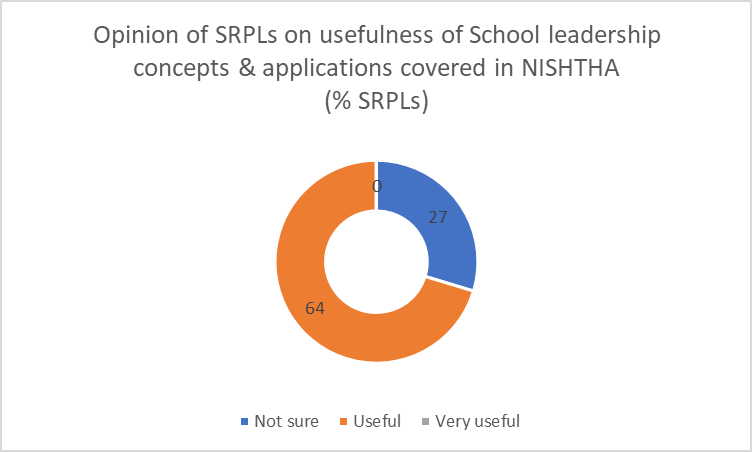 Opinion of SRPLs on usefulness of School leadership
concepts & applications covered in NISHTHA
(% SRPLs)
0
27
64
Not sure Useful Very useful